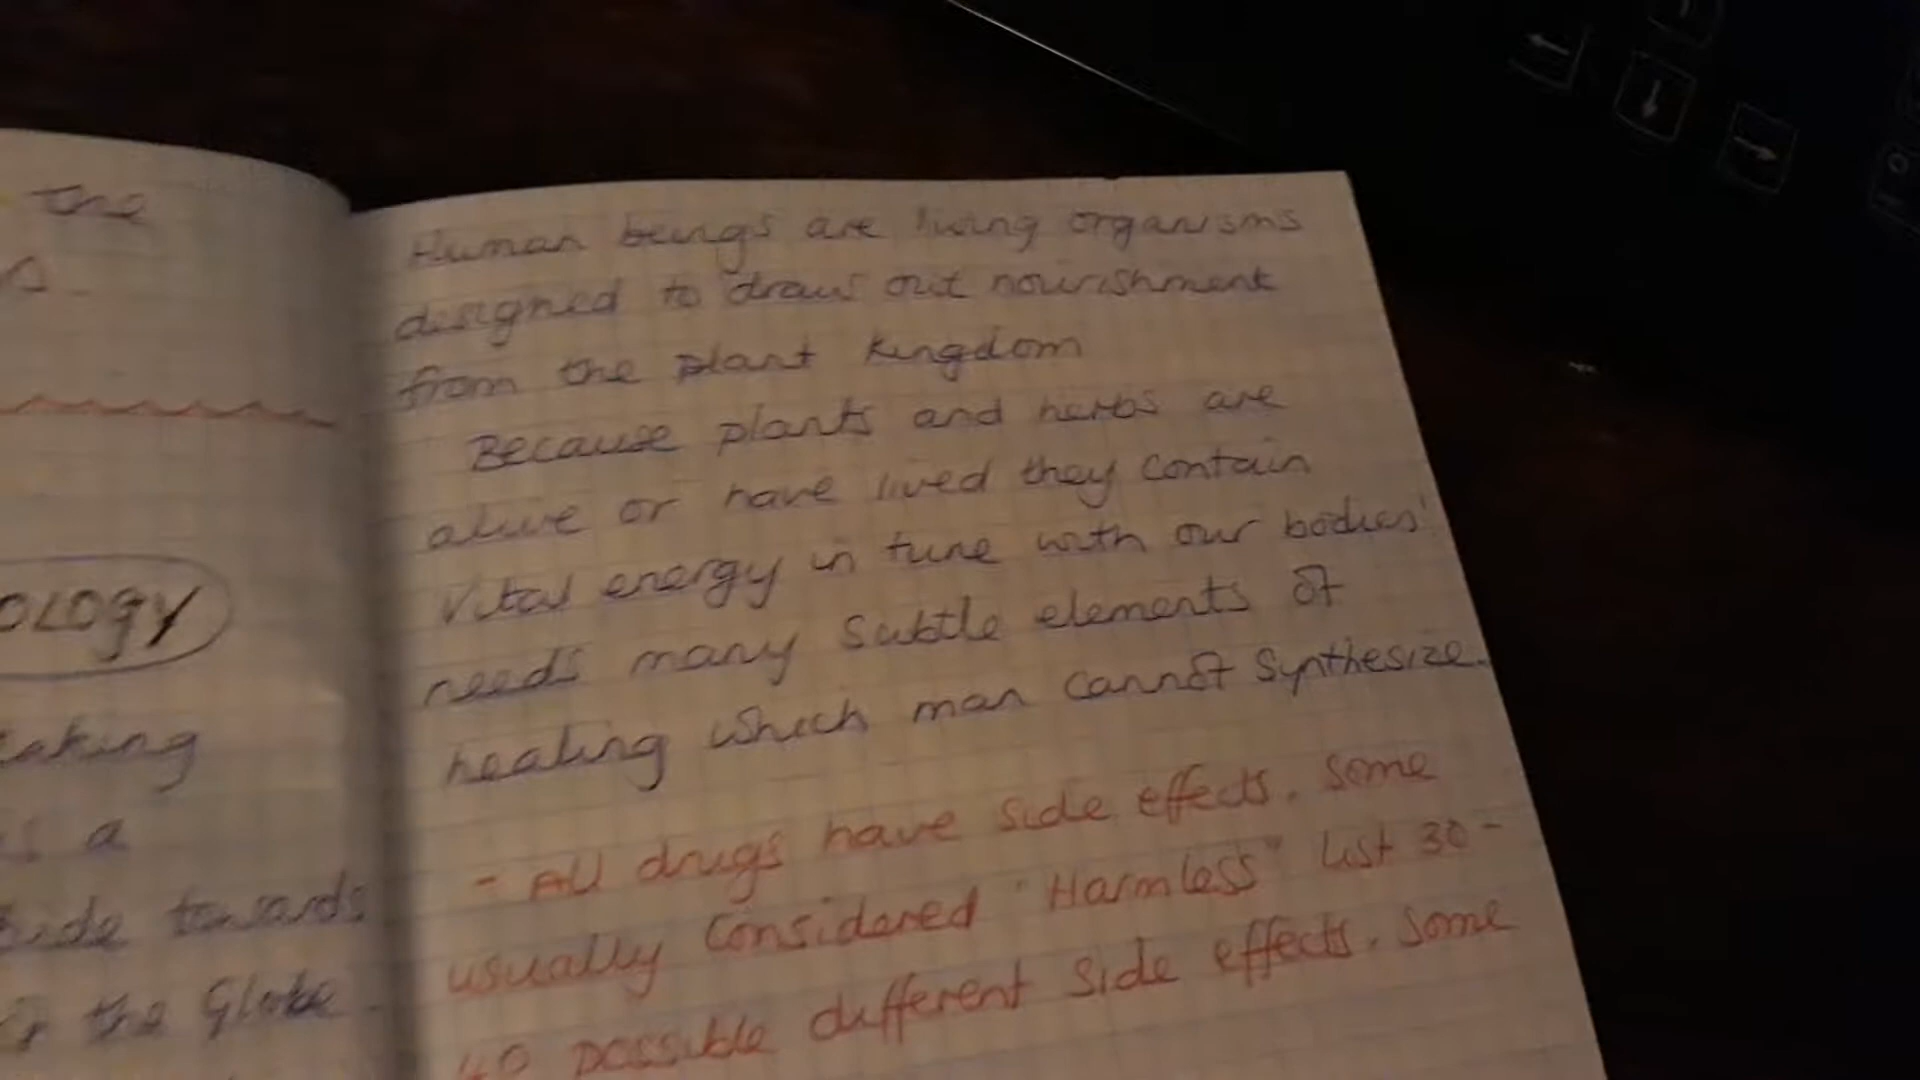 the
OLOGY
aking
a
towards
the Globe.
Human beings are living organisms
designed to draw out nourishment
from the plant kingdom
Because plants and herbs are
alive or have lived they contain
vital energy in tune with our bodies'
needs many subtle elements of
healing which man cannot synthesize.
- All drugs have side effects. Some
usually considered "Harmless" list 30-
40 possible different side effects. Some